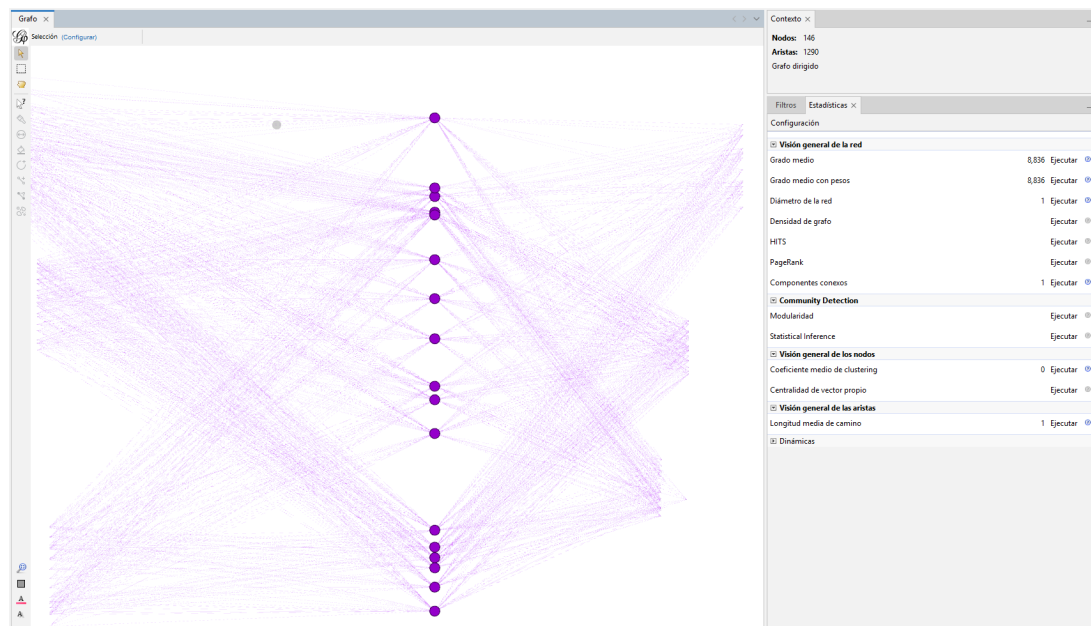 Grafo ×
Selección (Configurar)
Contexto ×
Nodos: 146
Aristas: 1290
Grafo dirigido
Filtros Estadísticas ×
Configuración
Visión general de la red
Grado medio 8,836 Ejecutar
Grado medio con pesos 8,836 Ejecutar
Diámetro de la red 1 Ejecutar
Densidad de grafo Ejecutar
HITS Ejecutar
PageRank Ejecutar
Componentes conexos 1 Ejecutar
Community Detection
Modularidad Ejecutar
Statistical Inference Ejecutar
Visión general de los nodos
Coeficiente medio de clustering 0 Ejecutar
Centralidad de vector propio Ejecutar
Visión general de las aristas
Longitud media de camino 1 Ejecutar
Dinámicas
A
A